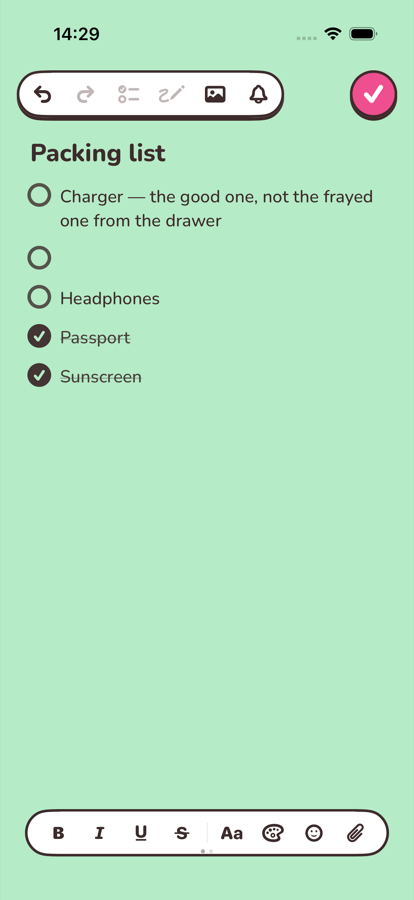 14:29
Packing list
Charger — the good one, not the frayed
one from the drawer
Headphones
Passport
Sunscreen
B I U S Aa